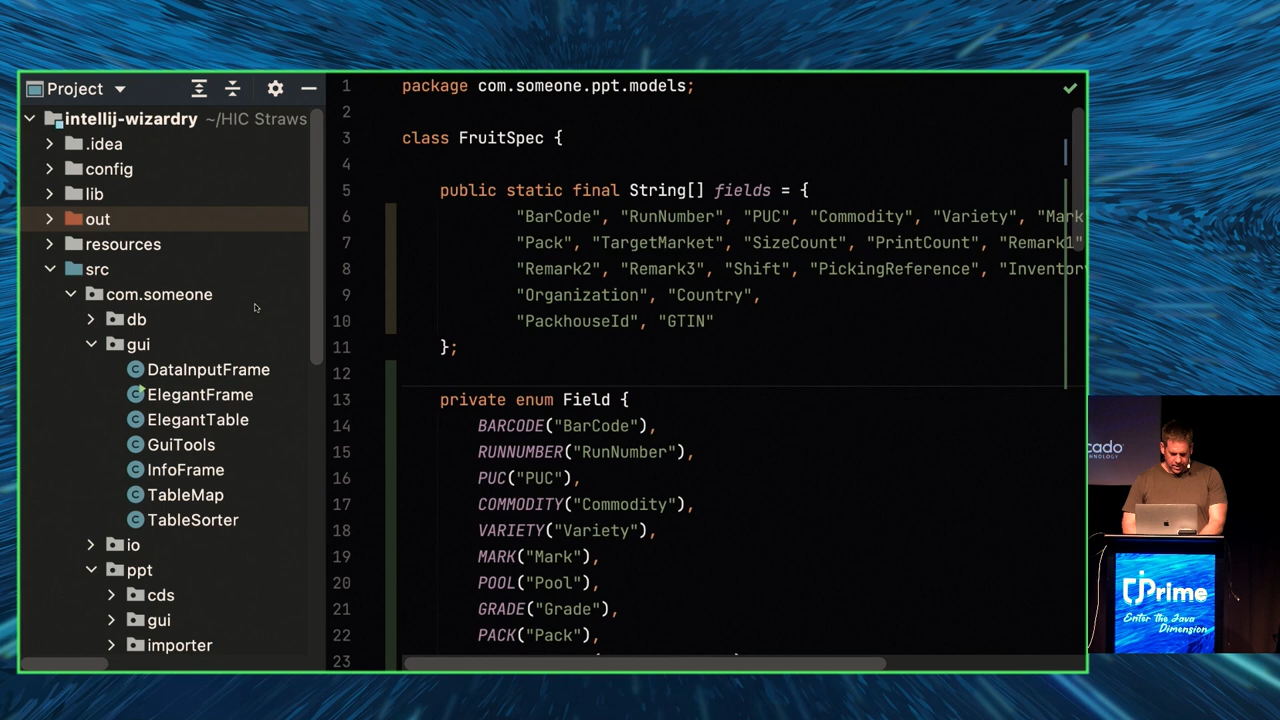 Project
intellij-wizardry ~/HIC Straws
.idea
config
lib
out
resources
src
com.someone
db
gui
DataInputFrame
ElegantFrame
ElegantTable
GuiTools
InfoFrame
TableMap
TableSorter
io
ppt
cds
gui
importer
1 package com.someone.ppt.models;
2
3 class FruitSpec {
4
5 public static final String[] fields = {
6 "BarCode", "RunNumber", "PUC", "Commodity", "Variety", "Mark
7 "Pack", "TargetMarket", "SizeCount", "PrintCount", "Remark1"
8 "Remark2", "Remark3", "Shift", "PickingReference", "Inventor
9 "Organization", "Country",
10 "PackhouseId", "GTIN"
11 };
12
13 private enum Field {
14 BARCODE("BarCode"),
15 RUNNUMBER("RunNumber"),
16 PUC("PUC"),
17 COMMODITY("Commodity"),
18 VARIETY("Variety"),
19 MARK("Mark"),
20 POOL("Pool"),
21 GRADE("Grade"),
22 PACK("Pack"),
23
cado
HNOLOGY
jPrime
Enter the Java
Dimension